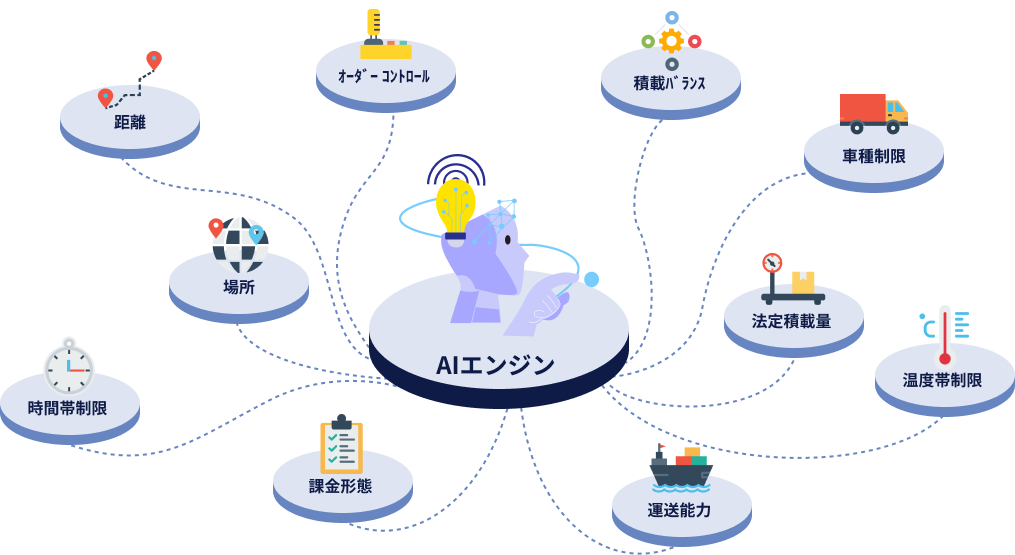 オーダー コントロール
積載バランス
距離
車種制限
場所
法定積載量
AIエンジン
温度帯制限
時間帯制限
課金形態
運送能力
℃